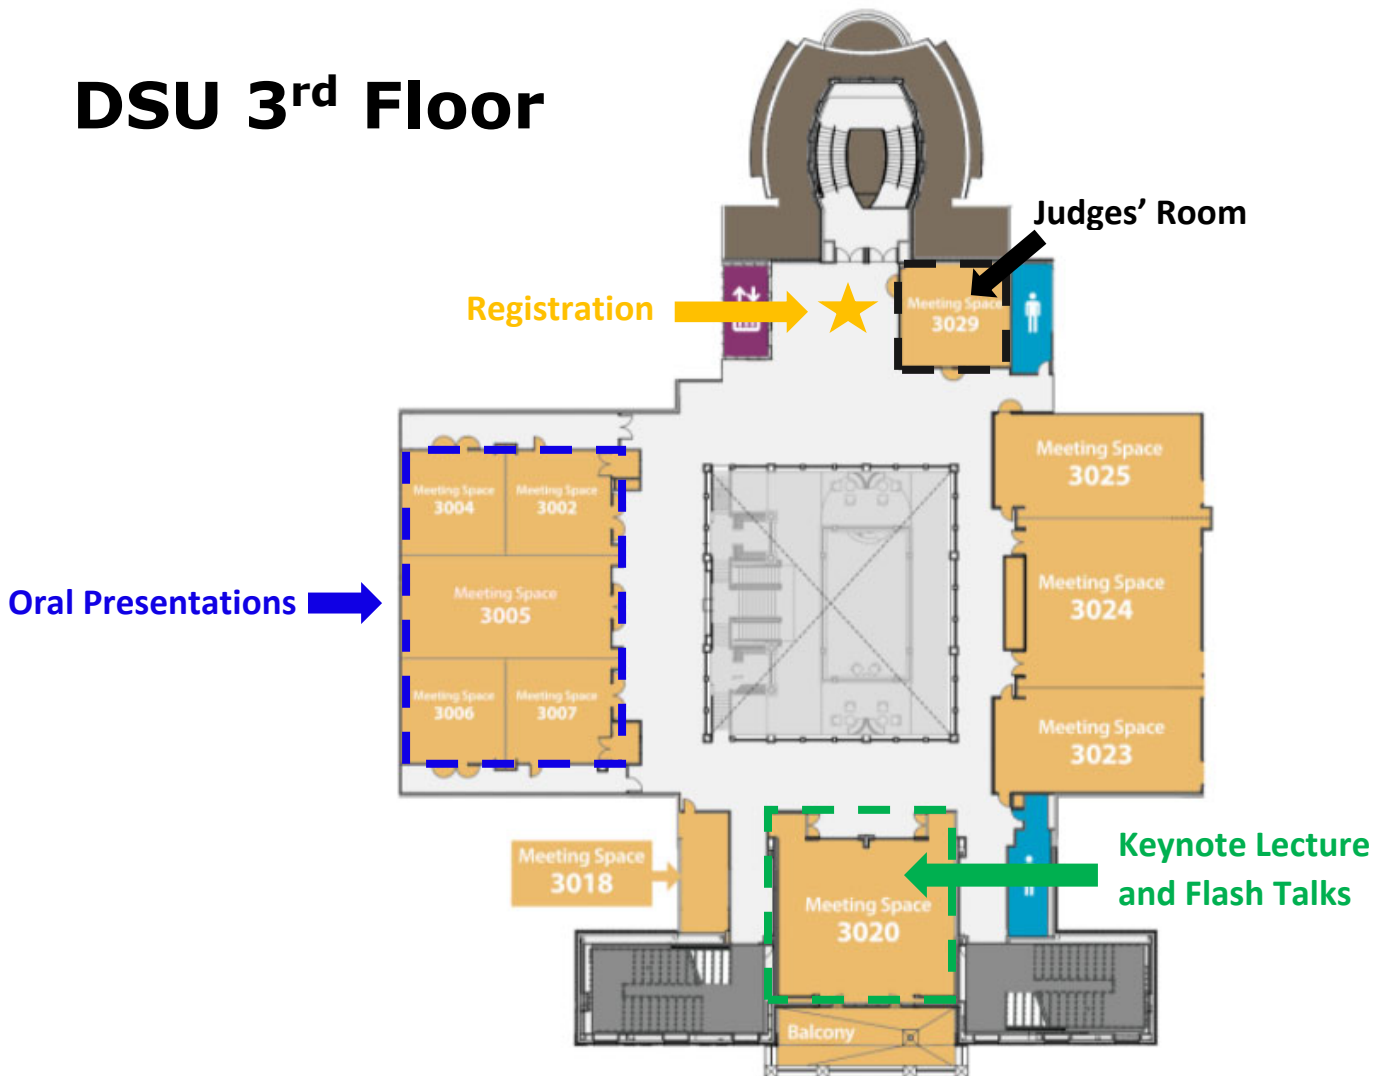 DSU 3rd Floor
Judges’ Room
Registration
Meeting Space
3029
Meeting Space
3025
Meeting Space
3004
Meeting Space
3002
Meeting Space
3024
Oral Presentations
Meeting Space
3005
Meeting Space
3006
Meeting Space
3007
Meeting Space
3023
Meeting Space
3018
Keynote Lecture
and Flash Talks
Meeting Space
3020
Balcony